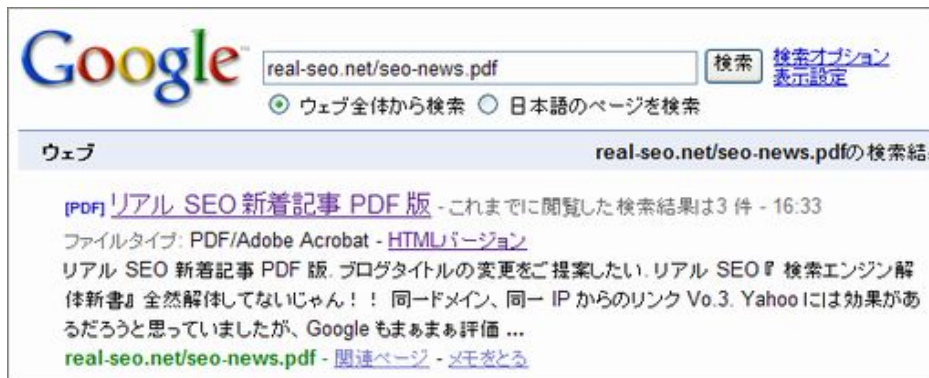 Google™ real-seo.net/seo-news.pdf 検索 検索オプション
表示設定
ウェブ全体から検索 日本語のページを検索
ウェブ real-seo.net/seo-news.pdfの検索結
[PDF] リアル SEO 新着記事 PDF 版 - これまでに閲覧した検索結果は3 件 - 16:33
ファイルタイプ: PDF/Adobe Acrobat - HTMLバージョン
リアル SEO 新着記事 PDF 版. ブログタイトルの変更をご提案したい. リアル SEO『 検索エンジン解
体新書』 全然解体してないじゃん！！ 同一ドメイン、同一 IP からのリンク Vo.3. Yahoo には効果があ
るだろうと思っていましたが、Google もまぁまぁ評価 ...
real-seo.net/seo-news.pdf - 関連ページ - メモをとる